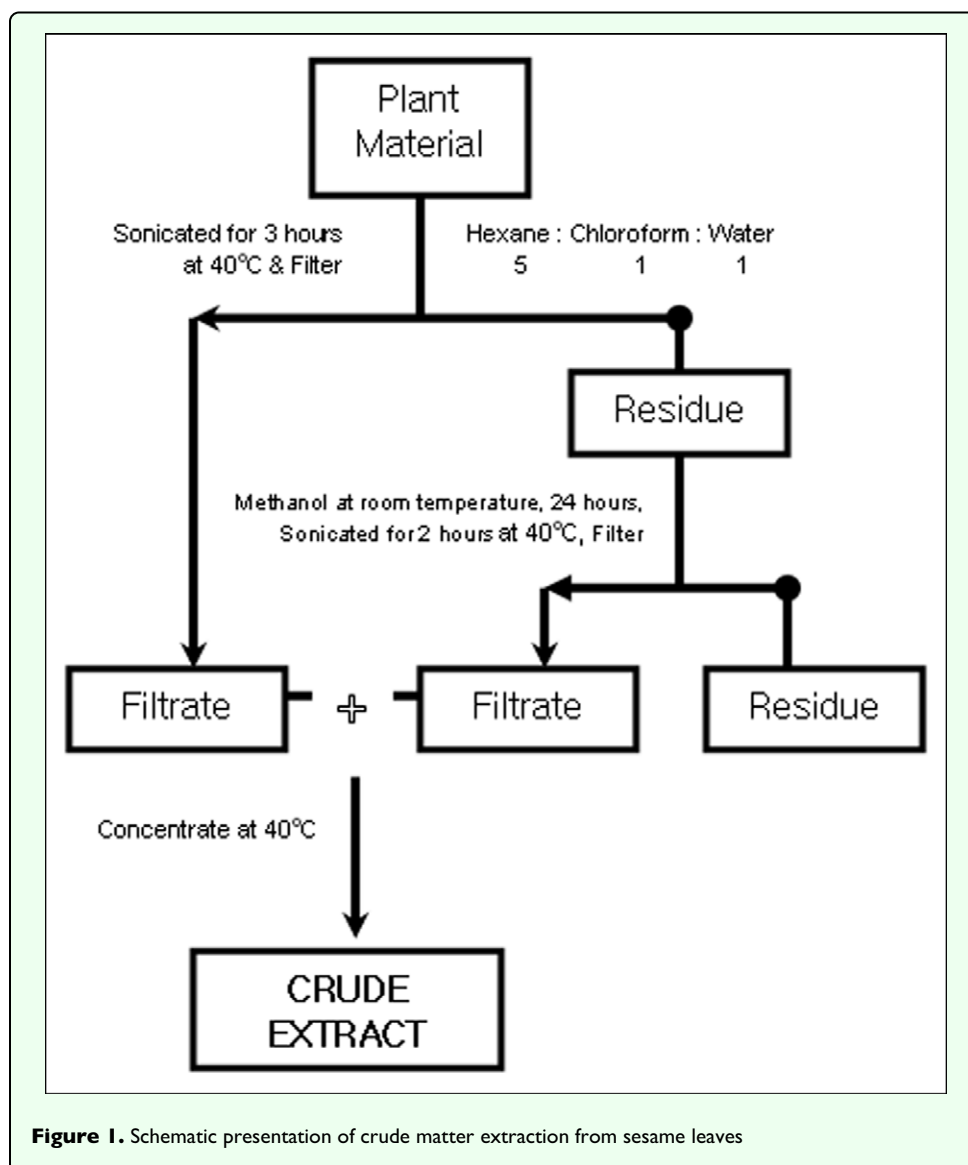 Plant
Material
Sonicated for 3 hours
at 40°C & Filter
Hexane : Chloroform : Water
5 1 1
Residue
Methanol at room temperature, 24 hours,
Sonicated for 2 hours at 40°C, Filter
Filtrate + Filtrate Residue
Concentrate at 40°C
CRUDE
EXTRACT
Figure 1. Schematic presentation of crude matter extraction from sesame leaves